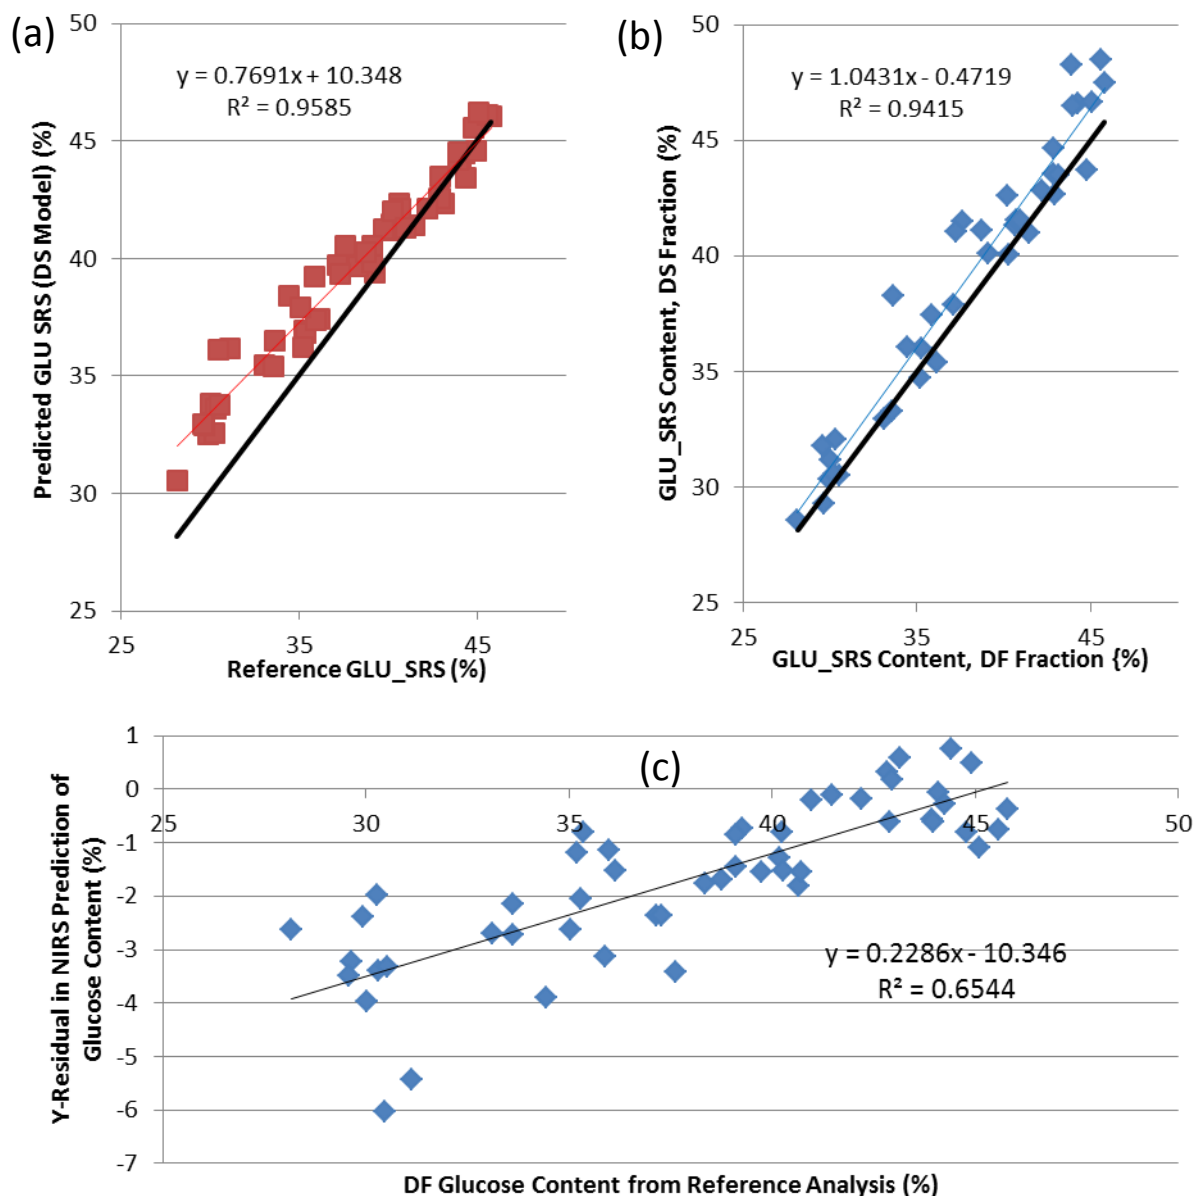 (a)
50
45
40
35
30
25
25
35
45
y = 0.7691x + 10.348
R² = 0.9585
Predicted GLU SRS (DS Model) (%)
Reference GLU_SRS (%)
(b)
50
45
40
35
30
25
25
35
45
y = 1.0431x - 0.4719
R² = 0.9415
GLU_SRS Content, DS Fraction (%)
GLU_SRS Content, DF Fraction {%)
(c)
1
0
-1
-2
-3
-4
-5
-6
-7
25
30
35
40
45
50
y = 0.2286x - 10.346
R² = 0.6544
Y-Residual in NIRS Prediction of
Glucose Content (%)
DF Glucose Content from Reference Analysis (%)